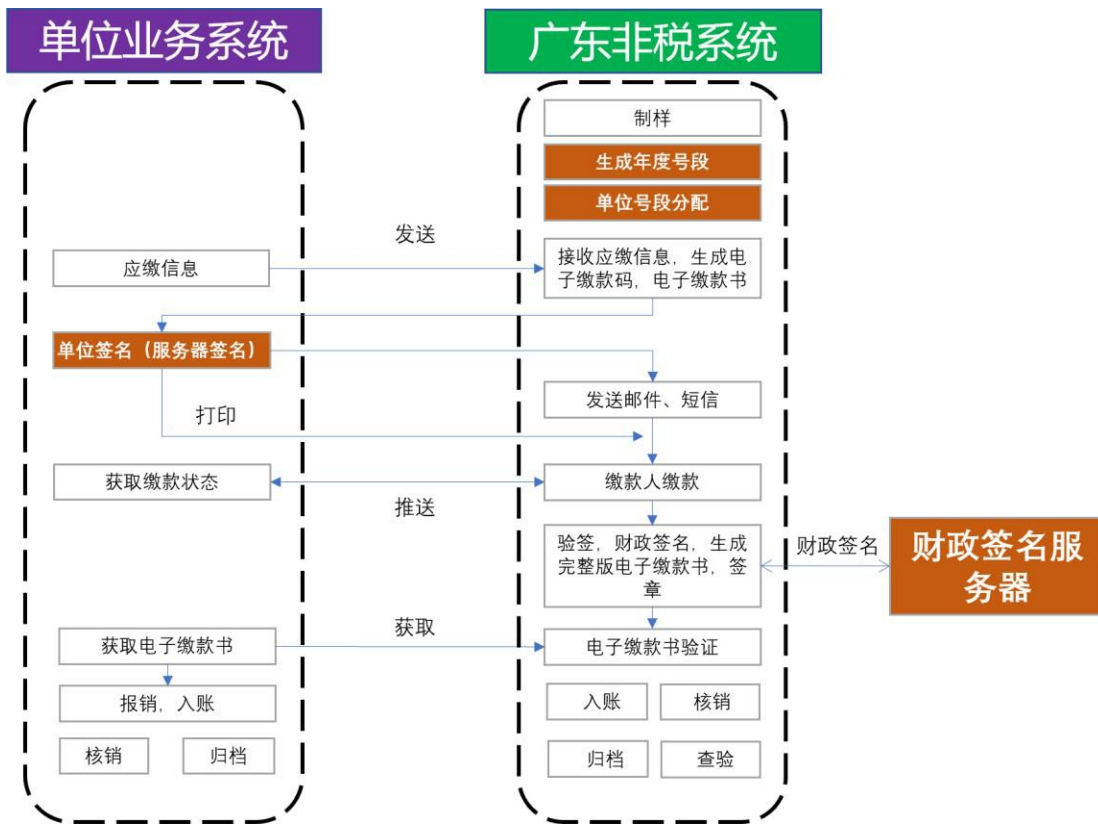 单位业务系统
广东非税系统
制样
生成年度号段
单位号段分配
发送
应缴信息
接收应缴信息，生成电
子缴款码，电子缴款书
单位签名（服务器签名）
发送邮件、短信
打印
获取缴款状态
缴款人缴款
推送
验签，财政签名，生成
完整版电子缴款书，签
章
财政签名
财政签名服
务器
获取电子缴款书
获取
电子缴款书验证
报销，入账
入账
核销
核销
归档
归档
查验